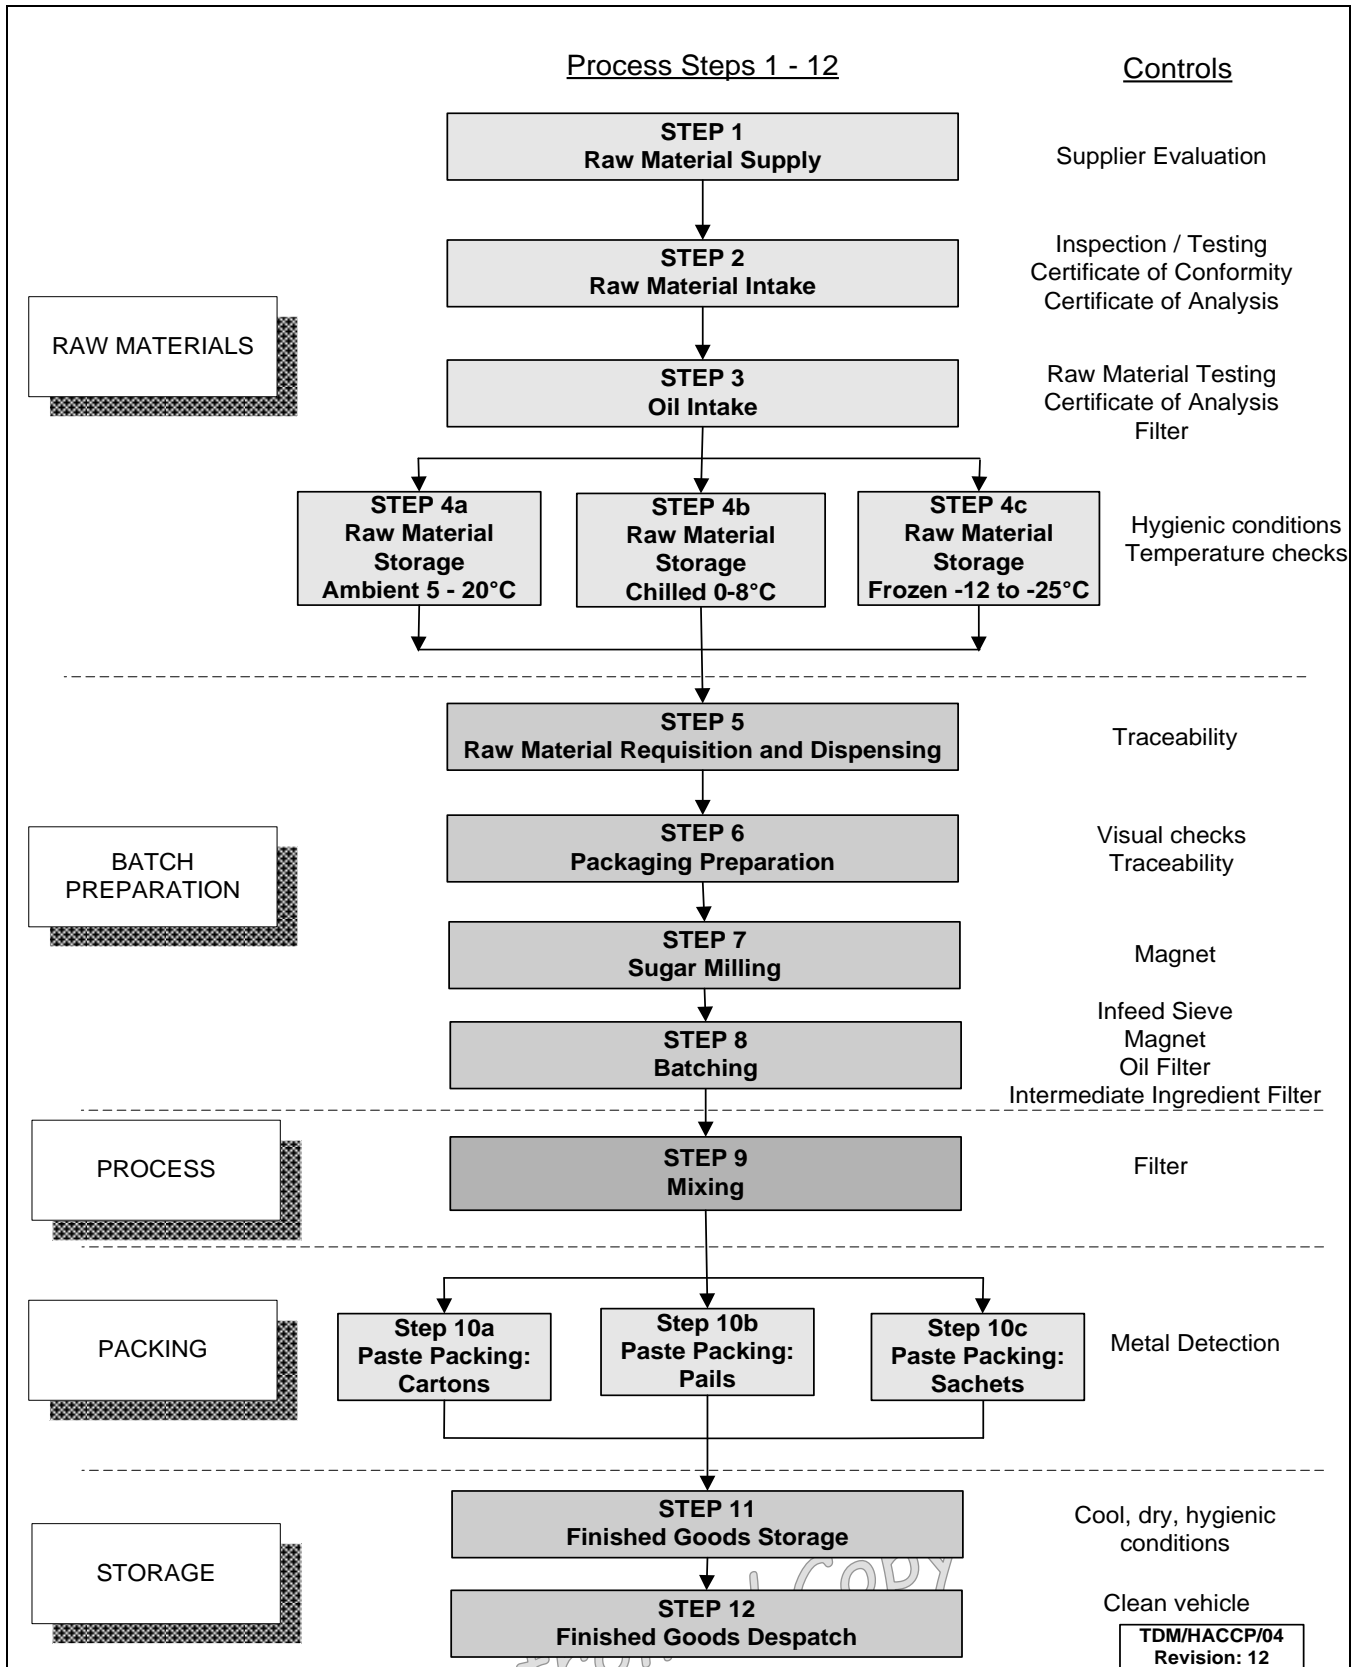 Process Steps 1 - 12
Controls
STEP 1
Raw Material Supply
Supplier Evaluation
STEP 2
Raw Material Intake
Inspection / Testing
Certificate of Conformity
Certificate of Analysis
RAW MATERIALS
STEP 3
Oil Intake
Raw Material Testing
Certificate of Analysis
Filter
STEP 4a
Raw Material
Storage
Ambient 5 - 20°C
STEP 4b
Raw Material
Storage
Chilled 0-8°C
STEP 4c
Raw Material
Storage
Frozen -12 to -25°C
Hygienic conditions
Temperature checks
STEP 5
Raw Material Requisition and Dispensing
Traceability
BATCH
PREPARATION
STEP 6
Packaging Preparation
Visual checks
Traceability
STEP 7
Sugar Milling
Magnet
STEP 8
Batching
Infeed Sieve
Magnet
Oil Filter
Intermediate Ingredient Filter
PROCESS
STEP 9
Mixing
Filter
PACKING
Step 10a
Paste Packing:
Cartons
Step 10b
Paste Packing:
Pails
Step 10c
Paste Packing:
Sachets
Metal Detection
STORAGE
STEP 11
Finished Goods Storage
Cool, dry, hygienic
conditions
STEP 12
Finished Goods Despatch
Clean vehicle
Copy
TDM/HACCP/04
Revision: 12